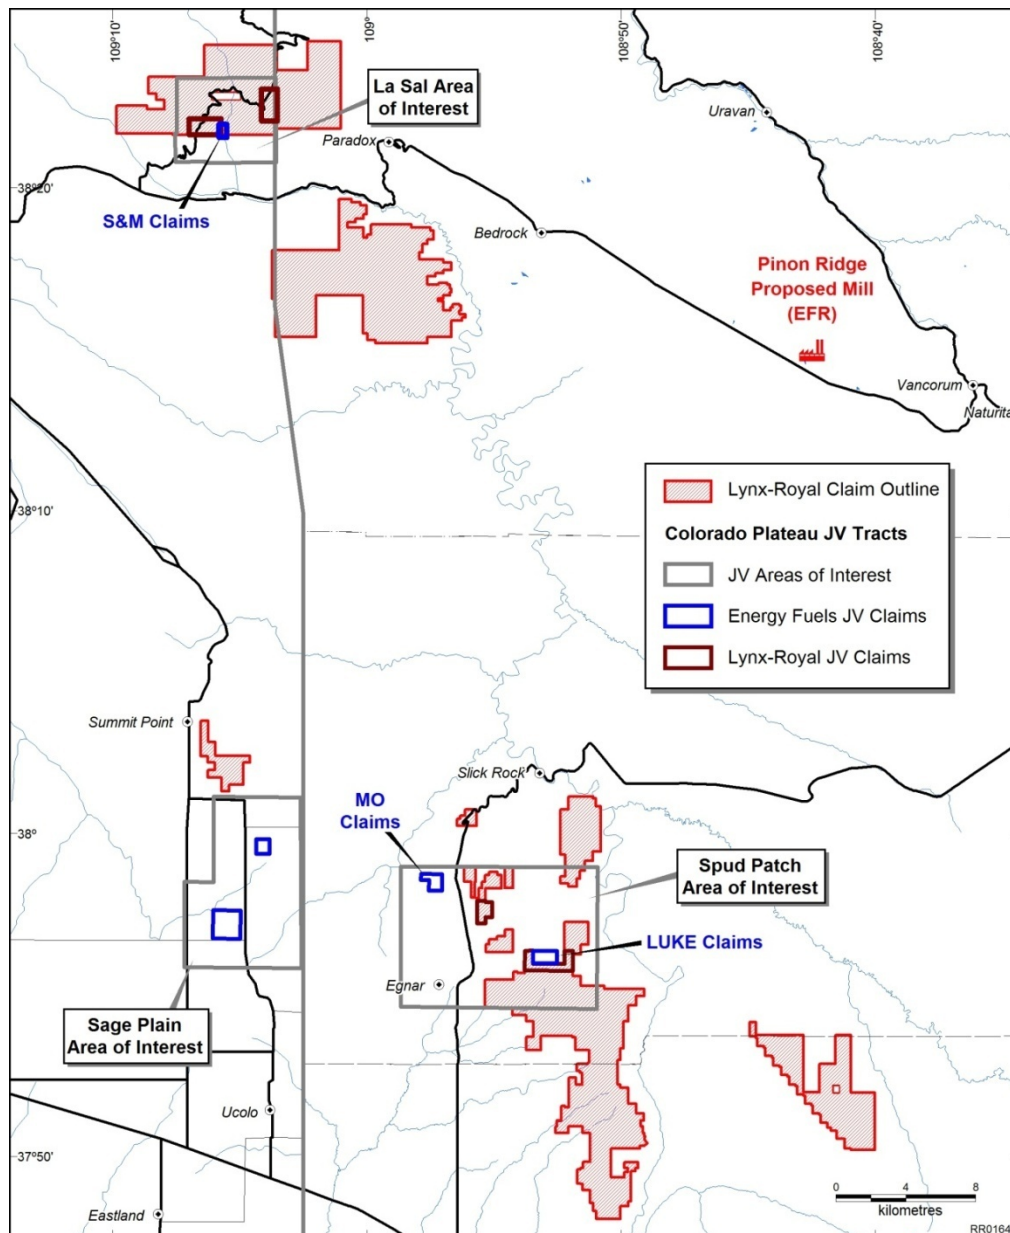 109°10'
109°
108°50'
108°40'
La Sal Area
of Interest
Uravan
Paradox
38°20'
S&M Claims
Bedrock
Pinon Ridge
Proposed Mill
(EFR)
Vancorum
Naturita
Lynx-Royal Claim Outline
Colorado Plateau JV Tracts
JV Areas of Interest
Energy Fuels JV Claims
Lynx-Royal JV Claims
38°10'
Summit Point
Slick Rock
MO
Claims
38°
Spud Patch
Area of Interest
LUKE Claims
Egnar
Sage Plain
Area of Interest
Ucolo
37°50'
Eastland
0 4 8
kilometres
RR0164